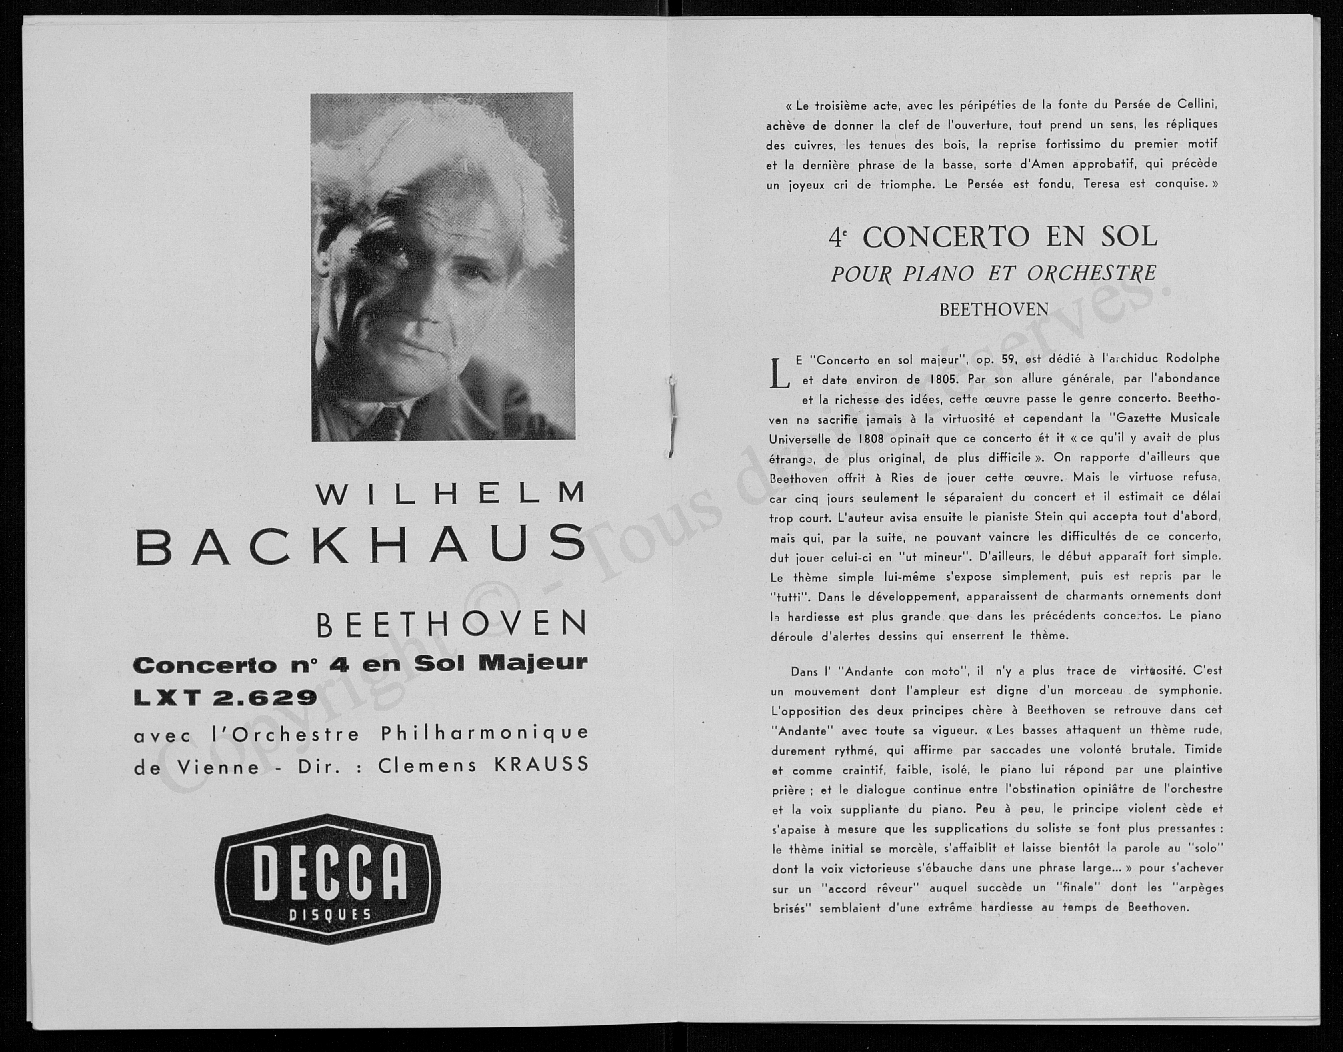 WILHELM
BACKHAUS
BEETHOVEN
Concerto n° 4 en Sol Majeur
LXT 2.629
avec l'Orchestre Philharmonique
de Vienne - Dir. : Clemens KRAUSS
DECCA
DISQUES
« Le troisième acte, avec les péripéties de la fonte du Persée de Cellini,
achève de donner la clef de l'ouverture, tout prend un sens, les répliques
des cuivres, les tenues des bois, la reprise fortissimo du premier motif
et la dernière phrase de la basse, sorte d'Amen approbatif, qui précède
un joyeux cri de triomphe. Le Persée est fondu, Teresa est conquise. »
4e CONCERTO EN SOL
POUR PIANO ET ORCHESTRE
BEETHOVEN
LE "Concerto en sol majeur", op. 59, est dédié à l'archiduc Rodolphe
et date environ de 1805. Par son allure générale, par l'abondance
et la richesse des idées, cette œuvre passe le genre concerto. Beetho-
ven ne sacrifie jamais à la virtuosité et cependant la "Gazette Musicale
Universelle de 1808 opinait que ce concerto ét it « ce qu'il y avait de plus
étrange, de plus original, de plus difficile ». On rapporte d'ailleurs que
Beethoven offrit à Ries de jouer cette œuvre. Mais le virtuose refusa,
car cinq jours seulement le séparaient du concert et il estimait ce délai
trop court. L'auteur avisa ensuite le pianiste Stein qui accepta tout d'abord,
mais qui, par la suite, ne pouvant vaincre les difficultés de ce concerto,
dut jouer celui-ci en "ut mineur". D'ailleurs, le début apparaît fort simple.
Le thème simple lui-même s'expose simplement, puis est repris par le
"tutti". Dans le développement, apparaissent de charmants ornements dont
la hardiesse est plus grande que dans les précédents concertos. Le piano
déroule d'alertes dessins qui enserrent le thème.
Dans l' "Andante con moto", il n'y a plus trace de virtuosité. C'est
un mouvement dont l'ampleur est digne d'un morceau de symphonie.
L'opposition des deux principes chère à Beethoven se retrouve dans cet
"Andante" avec toute sa vigueur. « Les basses attaquent un thème rude,
durement rythmé, qui affirme par saccades une volonté brutale. Timide
et comme craintif, faible, isolé, le piano lui répond par une plaintive
prière ; et le dialogue continue entre l'obstination opiniâtre de l'orchestre
et la voix suppliante du piano. Peu à peu, le principe violent cède et
s'apaise à mesure que les supplications du soliste se font plus pressantes :
le thème initial se morcèle, s'affaiblit et laisse bientôt la parole au "solo"
dont la voix victorieuse s'ébauche dans une phrase large... » pour s'achever
sur un "accord rêveur" auquel succède un "finale" dont les "arpèges
brisés" semblaient d'une extrême hardiesse au temps de Beethoven.
Copyright © - Tous droits réservés.